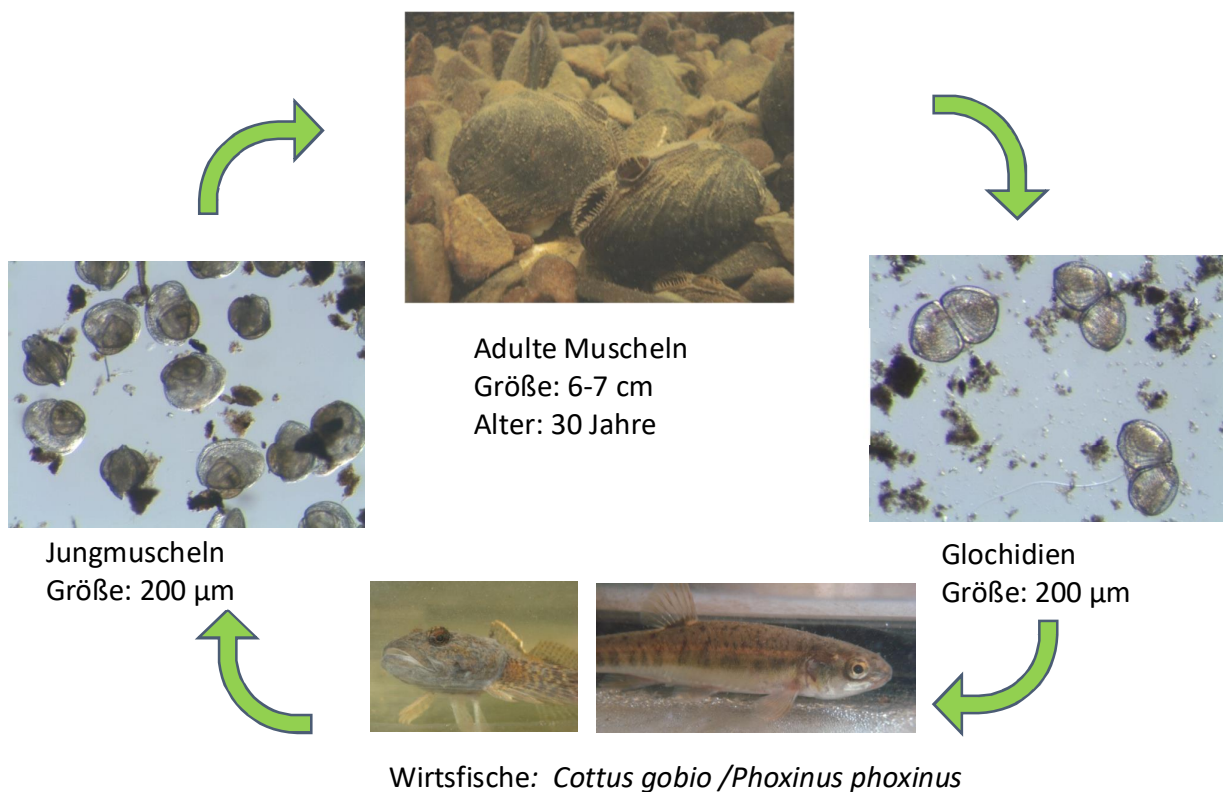 Adulte Muscheln
Größe: 6-7 cm
Alter: 30 Jahre
Jungmuscheln
Größe: 200 µm
Glochidien
Größe: 200 µm
Wirtsfische: Cottus gobio /Phoxinus phoxinus